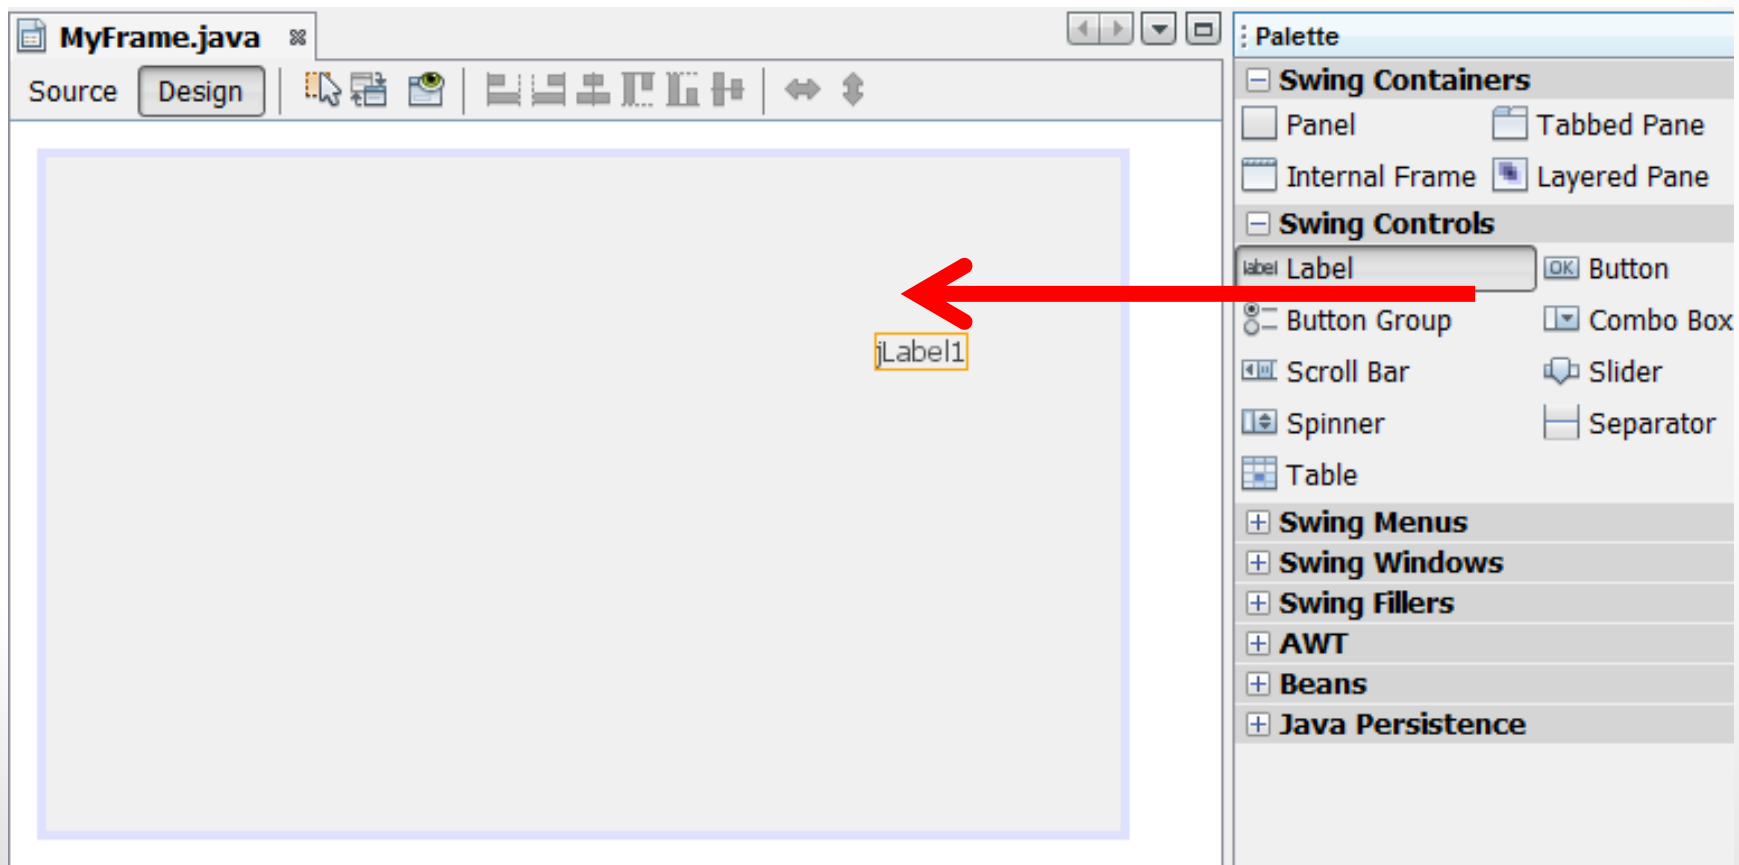 MyFrame.java
Source Design
jLabel1
Palette
Swing Containers
Panel Tabbed Pane
Internal Frame Layered Pane
Swing Controls
label Label OK Button
Button Group Combo Box
Scroll Bar Slider
Spinner Separator
Table
Swing Menus
Swing Windows
Swing Fillers
AWT
Beans
Java Persistence